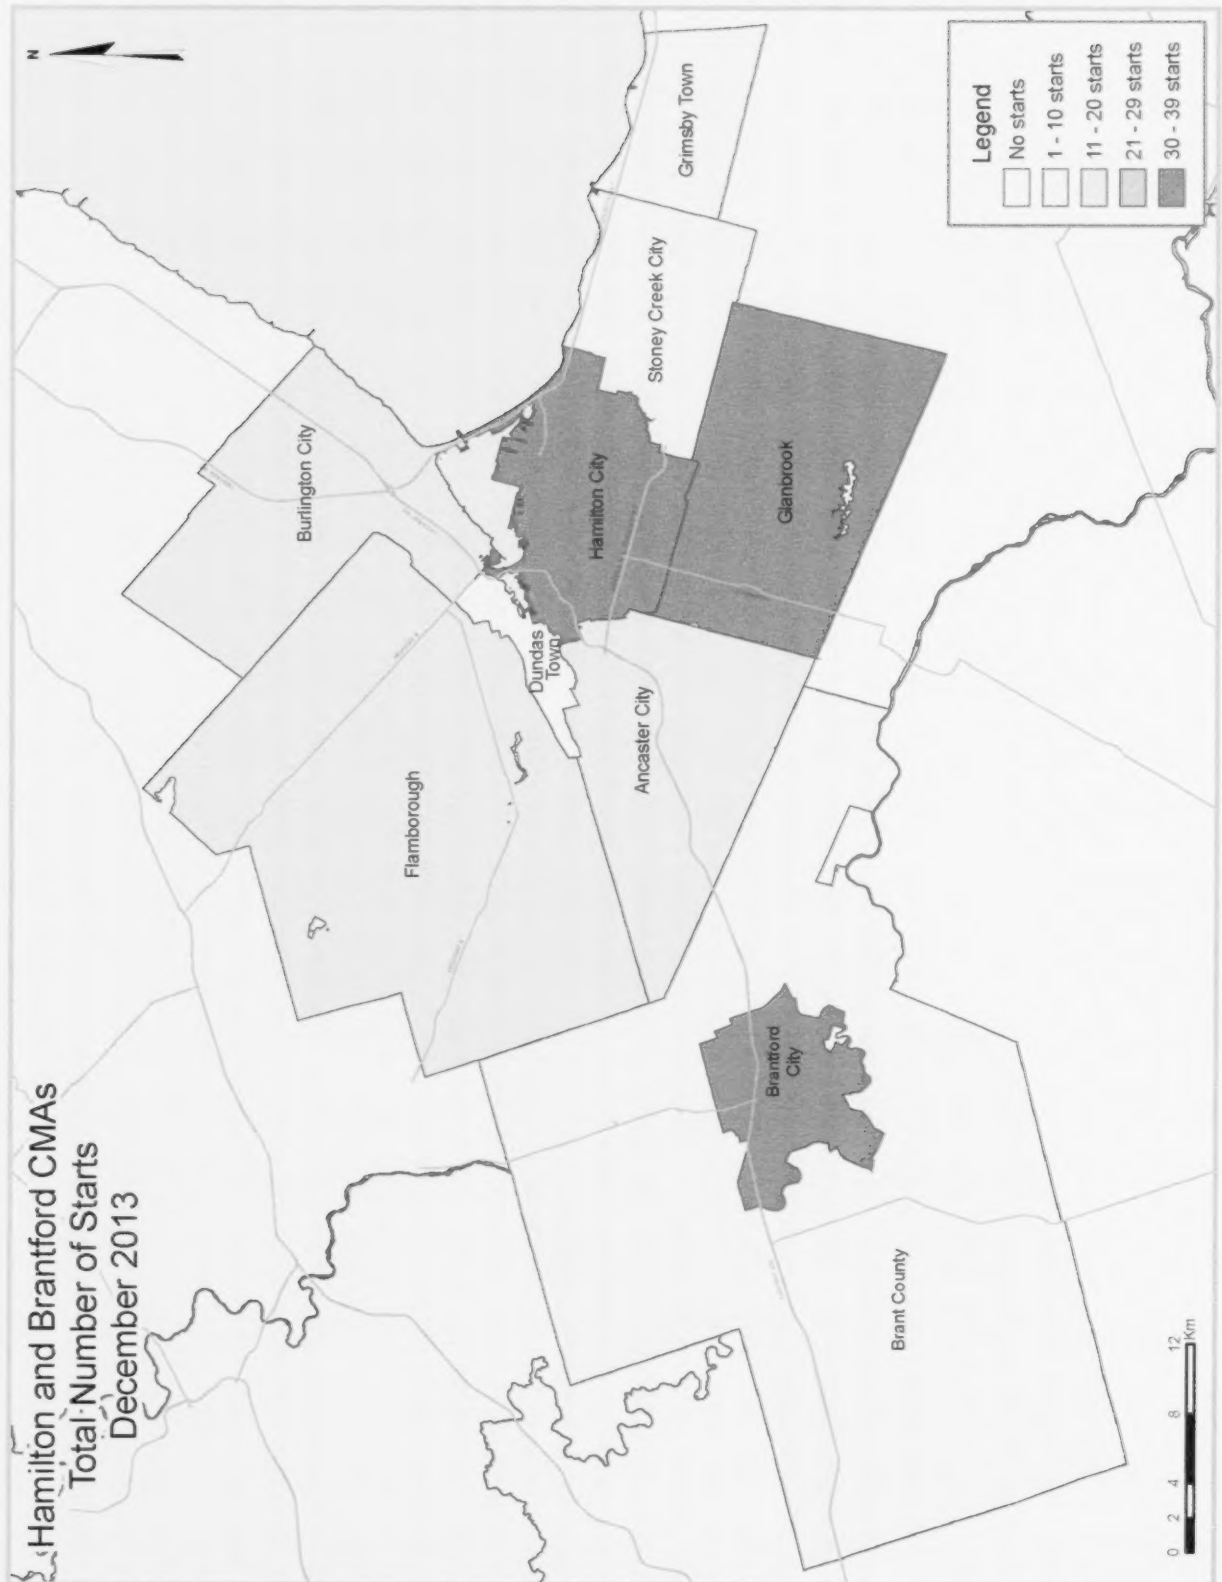 Hamilton and Brantford CMAs
Total Number of Starts
December 2013
N
Burlington City
Flamborough
Dundas
Town
Hamilton City
Stoney Creek City
Grimsby Town
Ancaster City
Glanbrook
Brantford
City
Brant County
Legend
No starts
1 - 10 starts
11 - 20 starts
21 - 29 starts
30 - 39 starts
0 2 4 8 12
Km